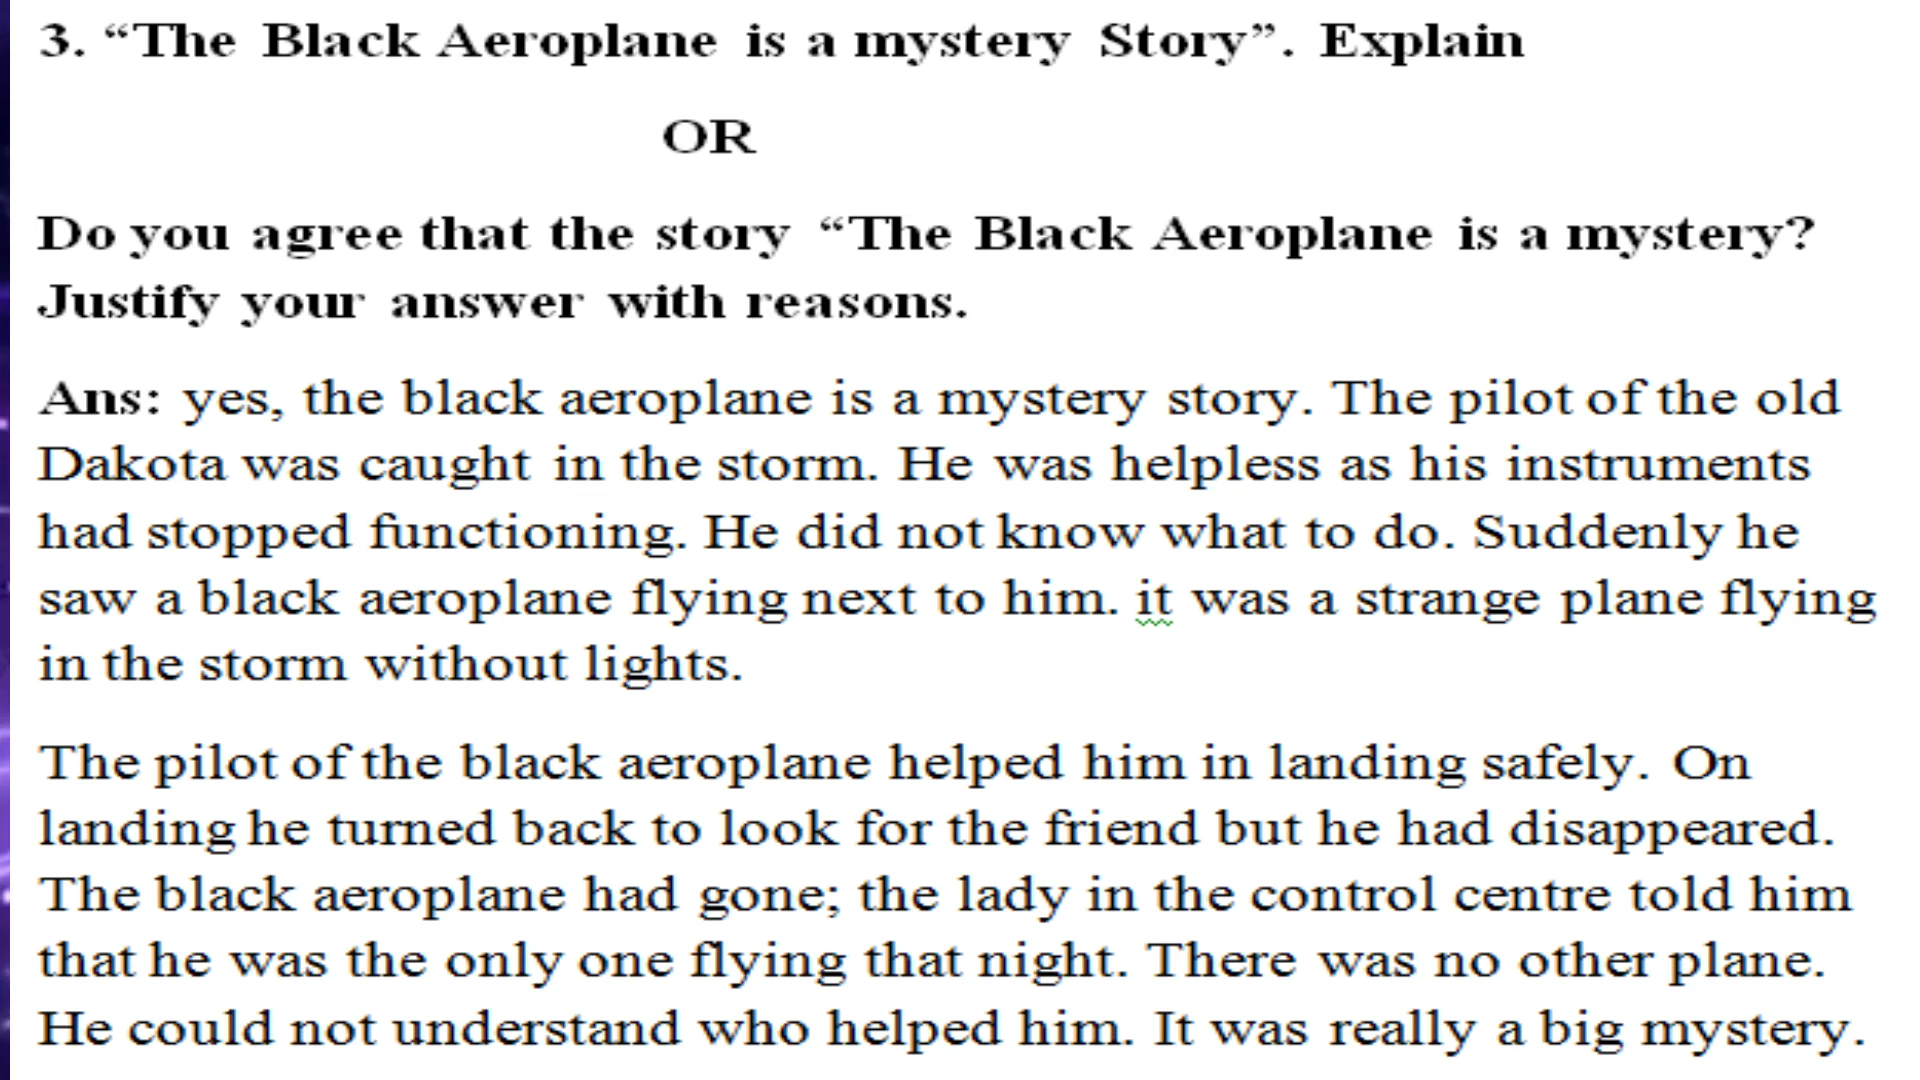 3. “The Black Aeroplane is a mystery Story”. Explain
OR
Do you agree that the story “The Black Aeroplane is a mystery?
Justify your answer with reasons.
Ans: yes, the black aeroplane is a mystery story. The pilot of the old
Dakota was caught in the storm. He was helpless as his instruments
had stopped functioning. He did not know what to do. Suddenly he
saw a black aeroplane flying next to him. it was a strange plane flying
in the storm without lights.
The pilot of the black aeroplane helped him in landing safely. On
landing he turned back to look for the friend but he had disappeared.
The black aeroplane had gone; the lady in the control centre told him
that he was the only one flying that night. There was no other plane.
He could not understand who helped him. It was really a big mystery.